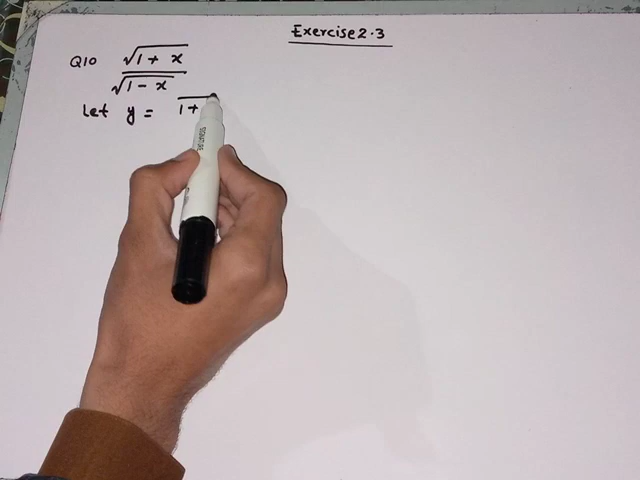 Exercise 2.3
Q10 √1 + x
√1 - x
Let y = 1 +